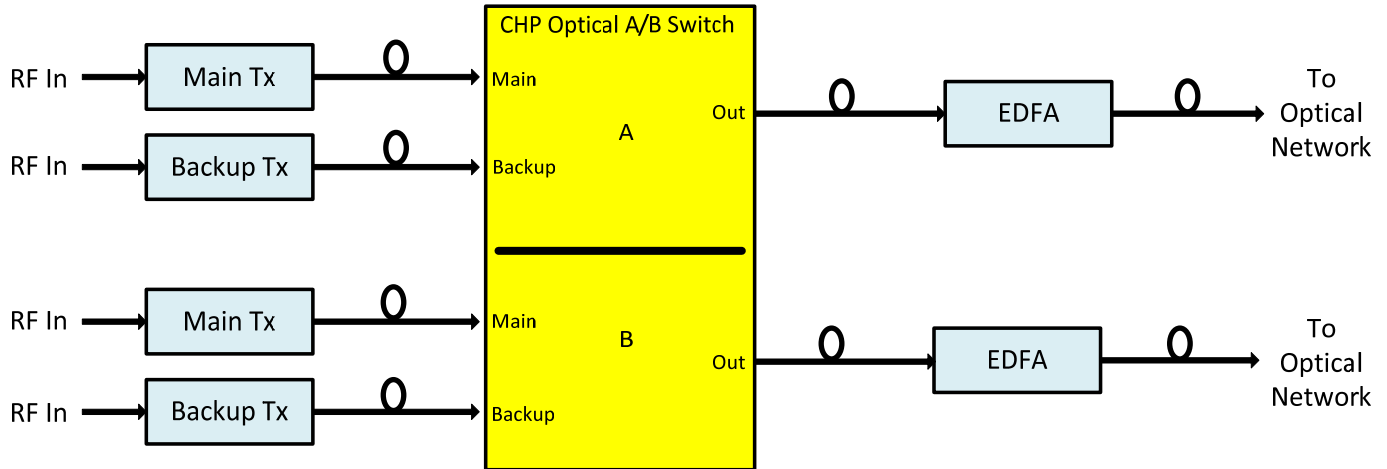 CHP Optical A/B Switch
RF In
Main Tx
Main
Out
EDFA
To
Optical
Network
A
RF In
Backup Tx
Backup
RF In
Main Tx
Main
B
Out
EDFA
To
Optical
Network
RF In
Backup Tx
Backup